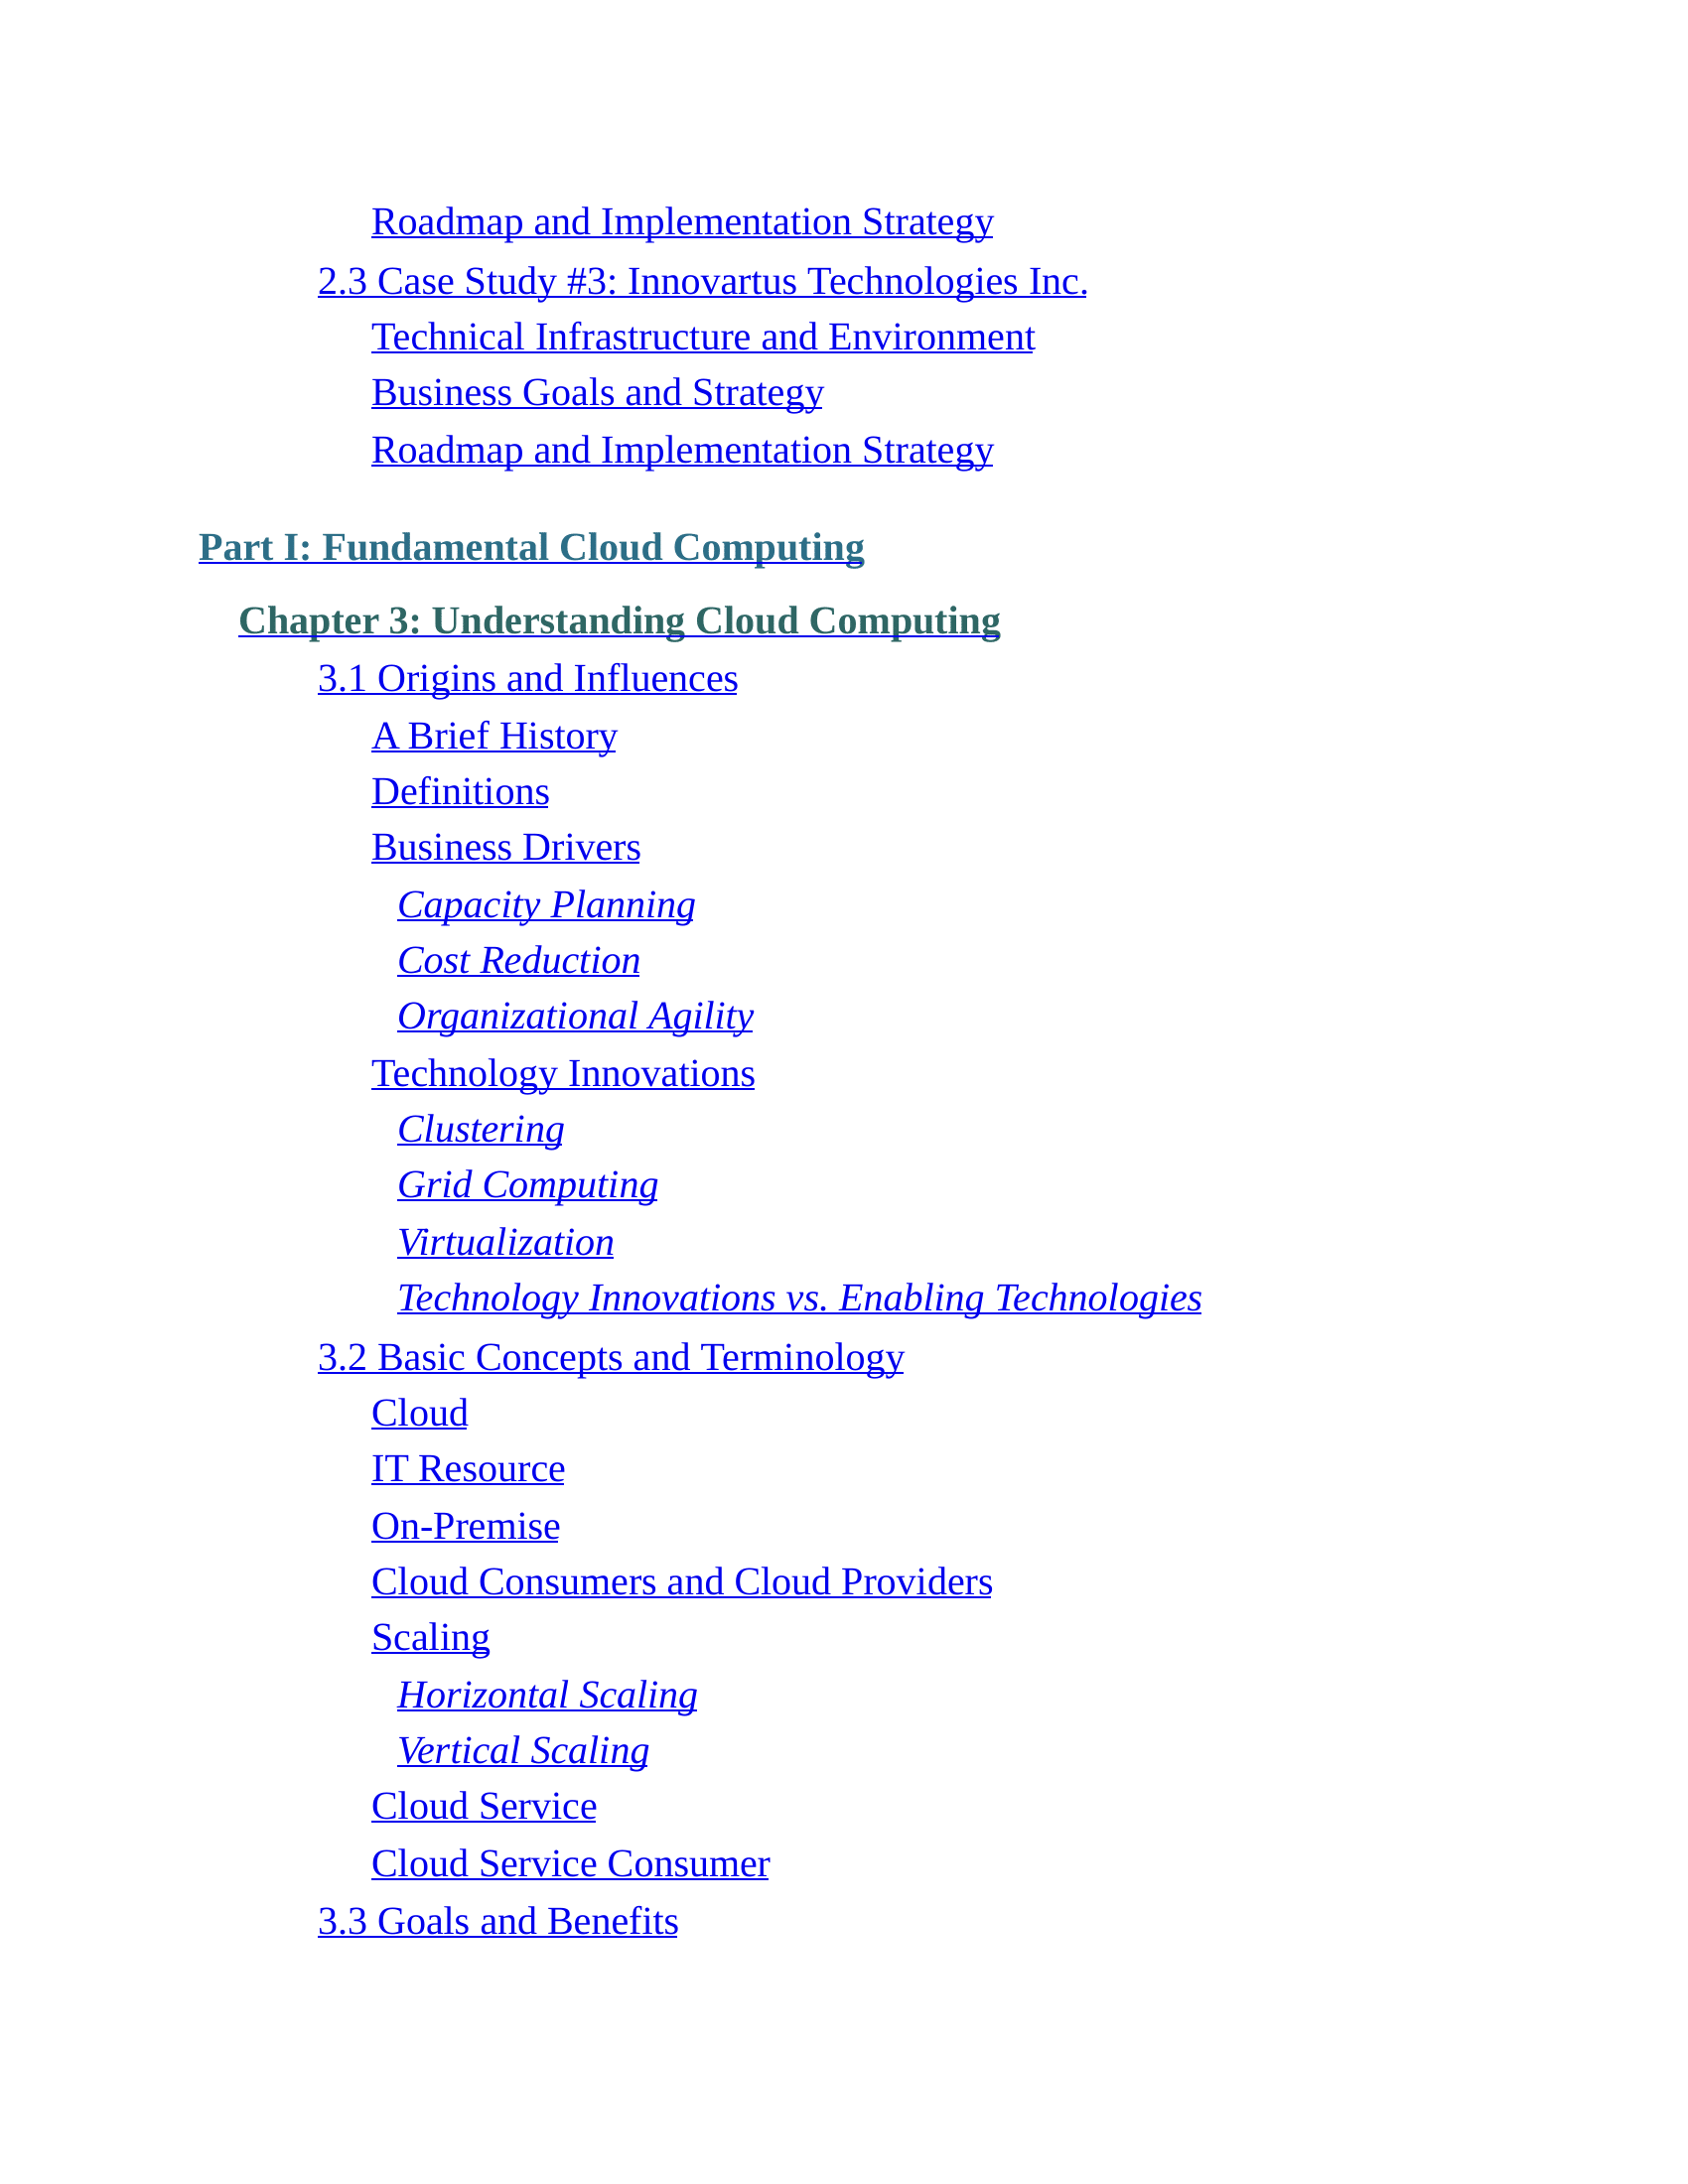 Roadmap and Implementation Strategy
2.3 Case Study #3: Innovartus Technologies Inc.
Technical Infrastructure and Environment
Business Goals and Strategy
Roadmap and Implementation Strategy
Part I: Fundamental Cloud Computing
Chapter 3: Understanding Cloud Computing
3.1 Origins and Influences
A Brief History
Definitions
Business Drivers
Capacity Planning
Cost Reduction
Organizational Agility
Technology Innovations
Clustering
Grid Computing
Virtualization
Technology Innovations vs. Enabling Technologies
3.2 Basic Concepts and Terminology
Cloud
IT Resource
On-Premise
Cloud Consumers and Cloud Providers
Scaling
Horizontal Scaling
Vertical Scaling
Cloud Service
Cloud Service Consumer
3.3 Goals and Benefits